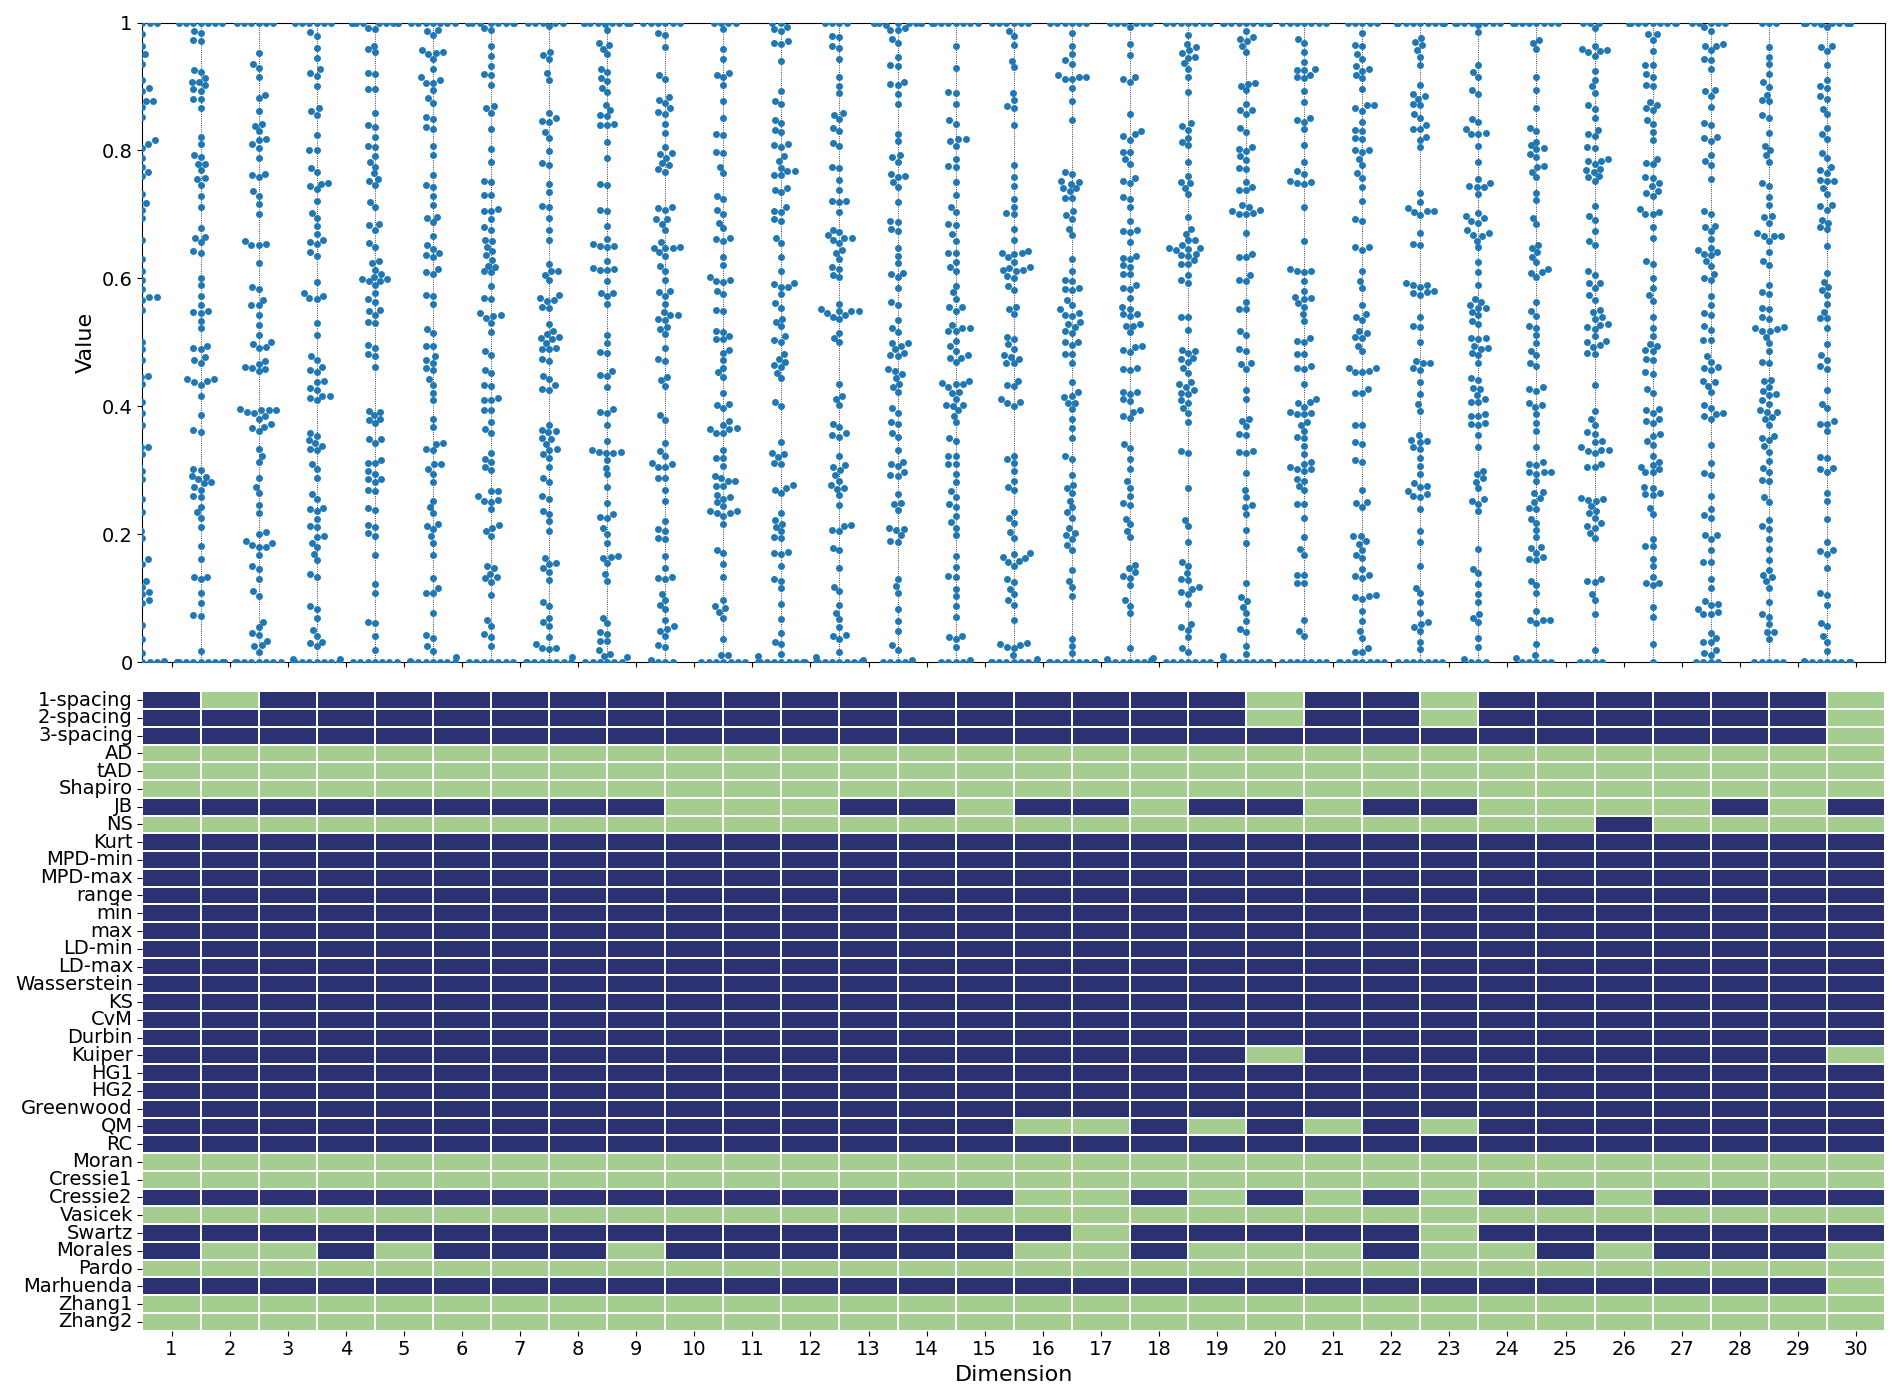 1
0.8
0.6
0.4
0.2
0
Value
1-spacing
2-spacing
3-spacing
AD
tAD
Shapiro
JB
NS
Kurt
MPD-min
MPD-max
range
min
max
LD-min
LD-max
Wasserstein
KS
CvM
Durbin
Kuiper
HG1
HG2
Greenwood
QM
RC
Moran
Cressie1
Cressie2
Vasicek
Swartz
Morales
Pardo
Marhuenda
Zhang1
Zhang2
1 2 3 4 5 6 7 8 9 10 11 12 13 14 15 16 17 18 19 20 21 22 23 24 25 26 27 28 29 30
Dimension